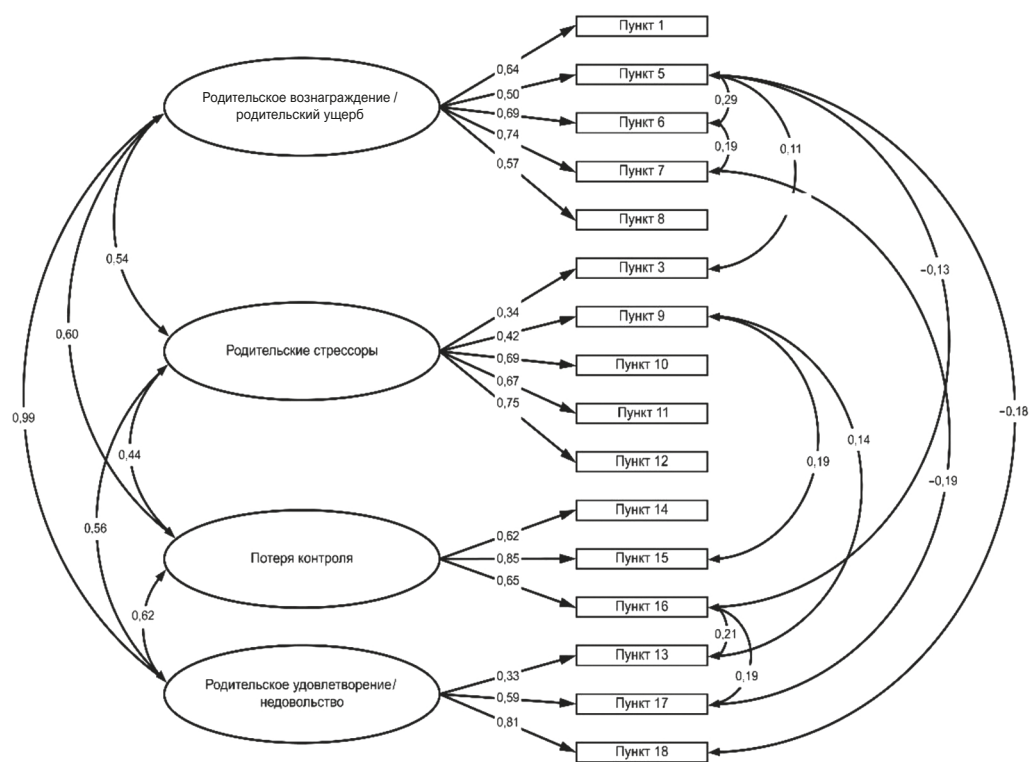 Пункт 1
0,64
Родительское вознаграждение /
родительский ущерб
0,50
Пункт 5
0,69
Пункт 6
0,29
0,74
Пункт 7
0,19
0,11
0,57
Пункт 8
0,54
0,34
Пункт 3
–0,13
0,60
0,42
Пункт 9
Родительские стрессоры
0,69
Пункт 10
0,99
0,67
Пункт 11
–0,18
0,75
Пункт 12
0,44
0,19
0,14
–0,19
0.56
Потеря контроля
0,62
Пункт 14
0,85
Пункт 15
0,65
Пункт 16
0,62
0,21
Родительское удовлетворение/
недовольство
0,33
Пункт 13
0,19
0,59
Пункт 17
0,81
Пункт 18